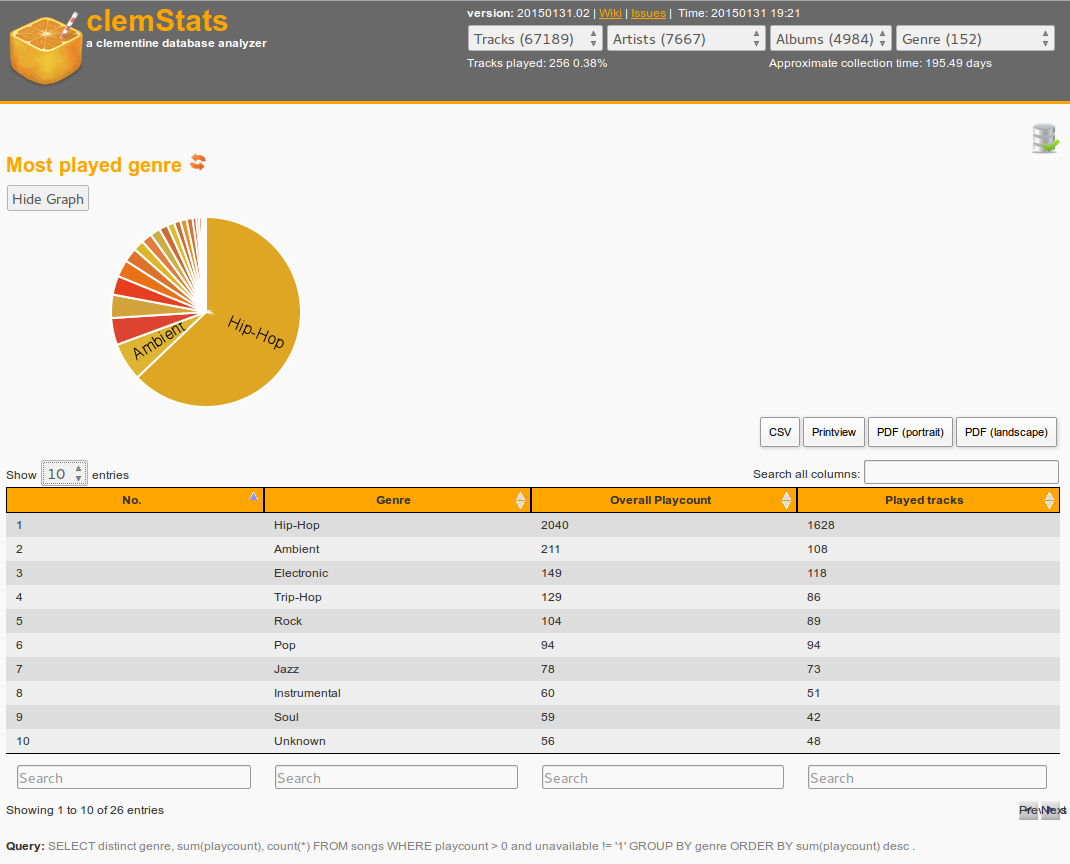 clemStats
a clementine database analyzer
version: 20150131.02 | Wiki | Issues | Time: 20150131 19:21
Tracks (67189) Artists (7667) Albums (4984) Genre (152)
Tracks played: 256 0.38% Approximate collection time: 195.49 days
Most played genre
Hide Graph
Hip-Hop
Ambient
CSV Printview PDF (portrait) PDF (landscape)
Show 10 entries Search all columns:
No. Genre Overall Playcount Played tracks
1 Hip-Hop 2040 1628
2 Ambient 211 108
3 Electronic 149 118
4 Trip-Hop 129 86
5 Rock 104 89
6 Pop 94 94
7 Jazz 78 73
8 Instrumental 60 51
9 Soul 59 42
10 Unknown 56 48
Search Search Search Search
Showing 1 to 10 of 26 entries Prev Next
Query: SELECT distinct genre, sum(playcount), count(*) FROM songs WHERE playcount > 0 and unavailable != '1' GROUP BY genre ORDER BY sum(playcount) desc .